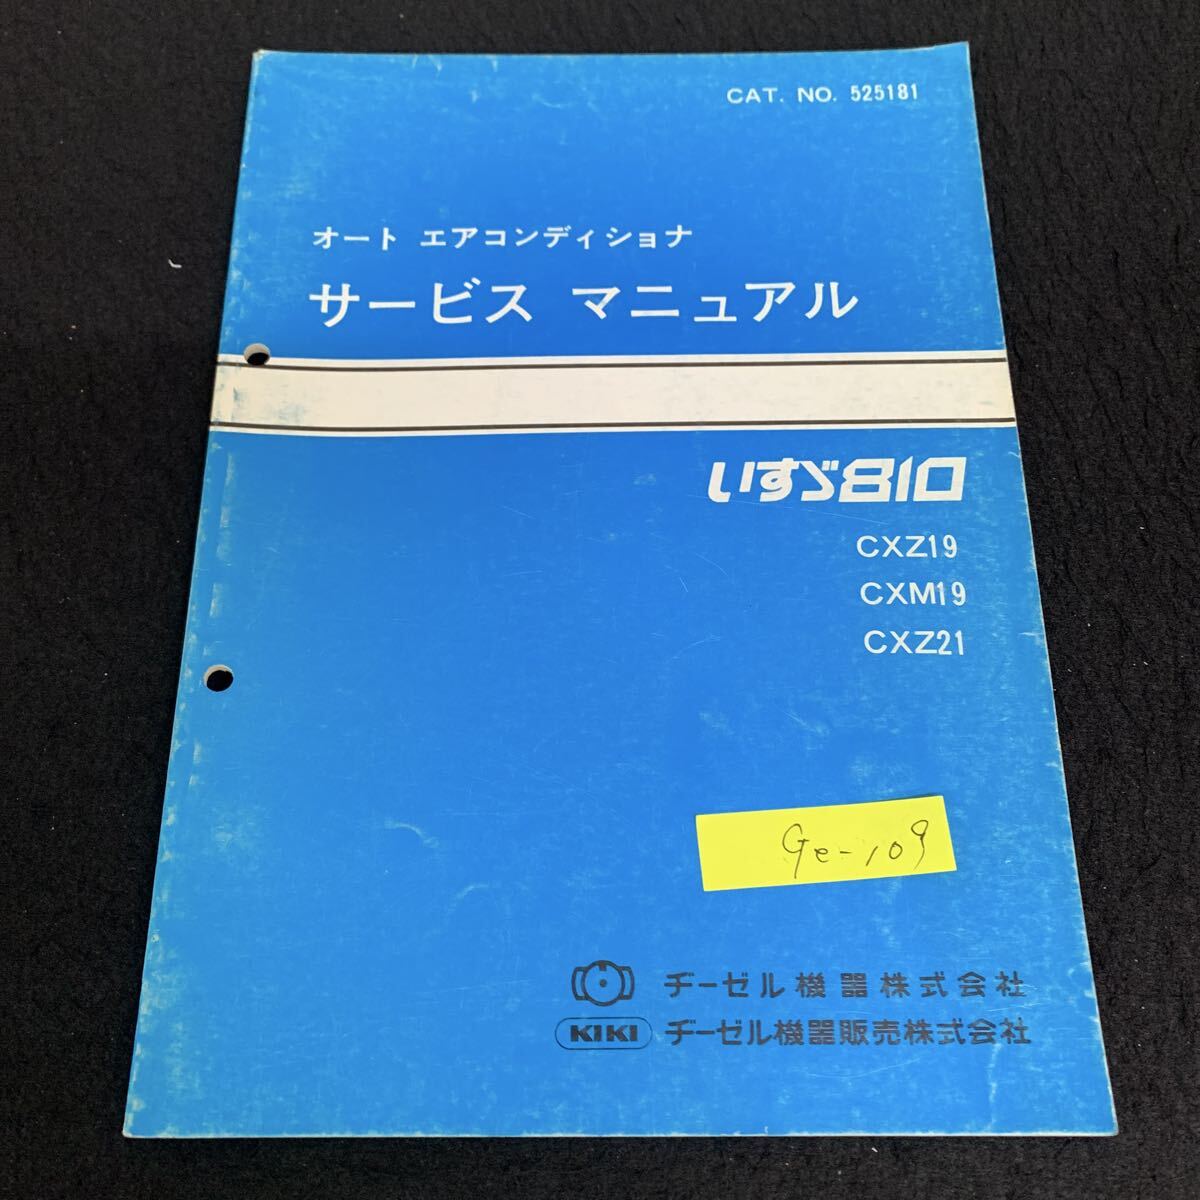 CAT. NO. 525181
オート エアコンディショナ
サービス マニュアル
いすゞ810
CXZ19
CXM19
CXZ21
Ge-109
ヂーゼル機器株式会社
KIKI ヂーゼル機器販売株式会社